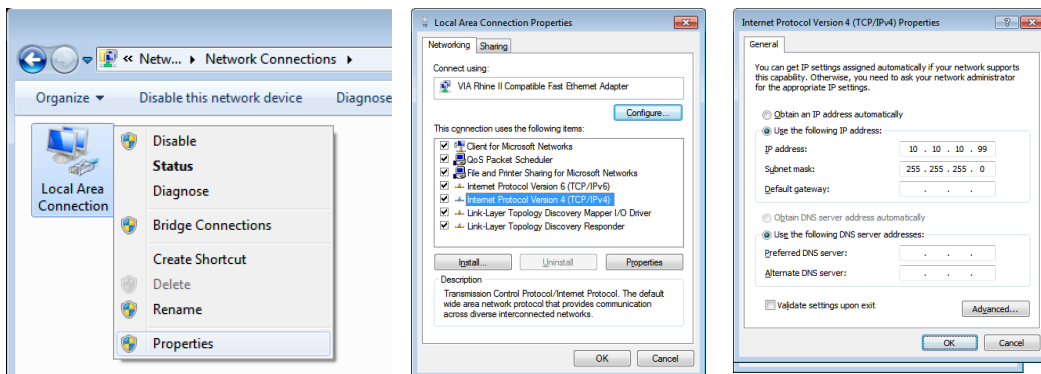 « Netw... Network Connections
Organize Disable this network device Diagnose
Local Area
Connection
Disable
Status
Diagnose
Bridge Connections
Create Shortcut
Delete
Rename
Properties
Local Area Connection Properties
Networking Sharing
Connect using:
VIA Rhine II Compatible Fast Ethernet Adapter
Configure...
This connection uses the following items:
Client for Microsoft Networks
QoS Packet Scheduler
File and Printer Sharing for Microsoft Networks
Internet Protocol Version 6 (TCP/IPv6)
Internet Protocol Version 4 (TCP/IPv4)
Link-Layer Topology Discovery Mapper I/O Driver
Link-Layer Topology Discovery Responder
Install... Uninstall Properties
Description
Transmission Control Protocol/Internet Protocol. The default
wide area network protocol that provides communication
across diverse interconnected networks.
OK Cancel
Internet Protocol Version 4 (TCP/IPv4) Properties
General
You can get IP settings assigned automatically if your network supports
this capability. Otherwise, you need to ask your network administrator
for the appropriate IP settings.
Obtain an IP address automatically
Use the following IP address:
IP address: 10 . 10 . 10 . 99
Subnet mask: 255 . 255 . 255 . 0
Default gateway: . . .
Obtain DNS server address automatically
Use the following DNS server addresses:
Preferred DNS server: . . .
Alternate DNS server: . . .
Validate settings upon exit
Advanced...
OK Cancel